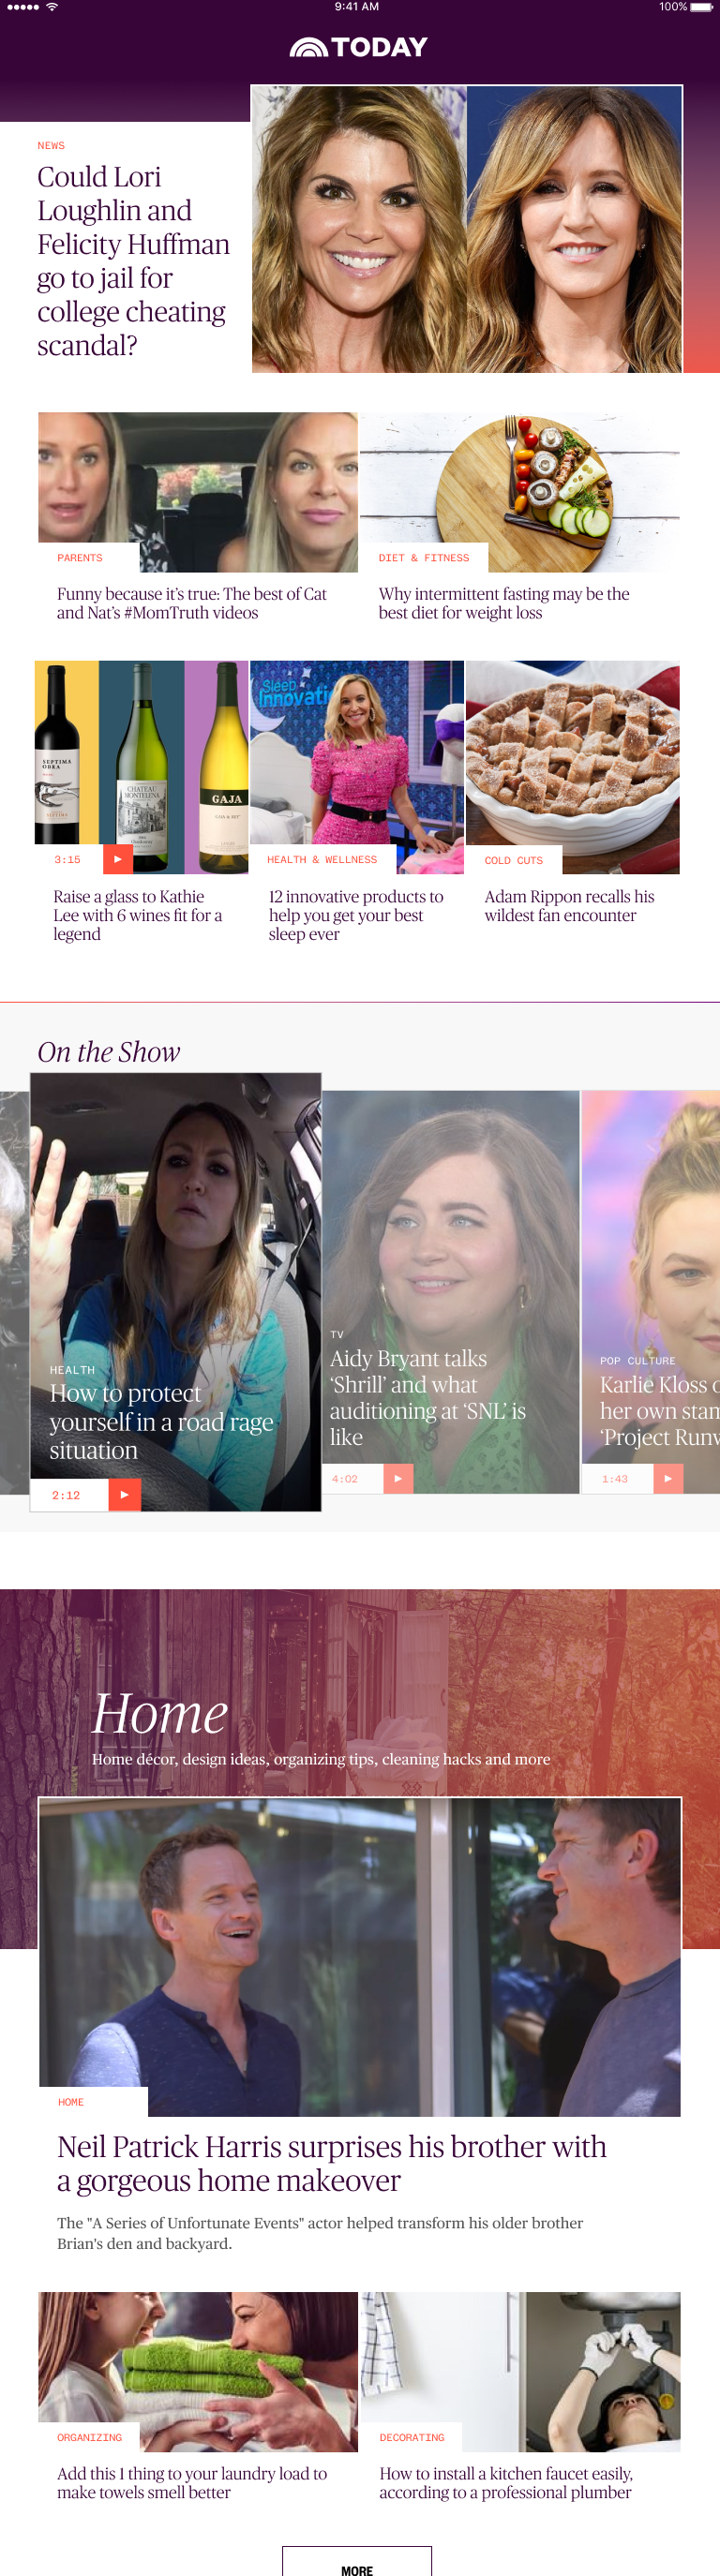 9:41 AM
100%
TODAY
NEWS
Could Lori
Loughlin and
Felicity Huffman
go to jail for
college cheating
scandal?
PARENTS
Funny because it’s true: The best of Cat
and Nat’s #MomTruth videos
DIET & FITNESS
Why intermittent fasting may be the
best diet for weight loss
SEPTIMA
OBRA
CHATEAU
MONTELENA
GAJA
3:15
Raise a glass to Kathie
Lee with 6 wines fit for a
legend
Sleep
HEALTH & WELLNESS
12 innovative products to
help you get your best
sleep ever
COLD CUTS
Adam Rippon recalls his
wildest fan encounter
On the Show
HEALTH
How to protect
yourself in a road rage
situation
2:12
TV
Aidy Bryant talks
‘Shrill’ and what
auditioning at ‘SNL’ is
like
4:02
POP CULTURE
Karlie Kloss
her own
‘Project
1:43
Home
Home décor, design ideas, organizing tips, cleaning hacks and more
HOME
Neil Patrick Harris surprises his brother with
a gorgeous home makeover
The "A Series of Unfortunate Events" actor helped transform his older brother
Brian's den and backyard.
ORGANIZING
Add this 1 thing to your laundry load to
make towels smell better
DECORATING
How to install a kitchen faucet easily,
according to a professional plumber
MORE